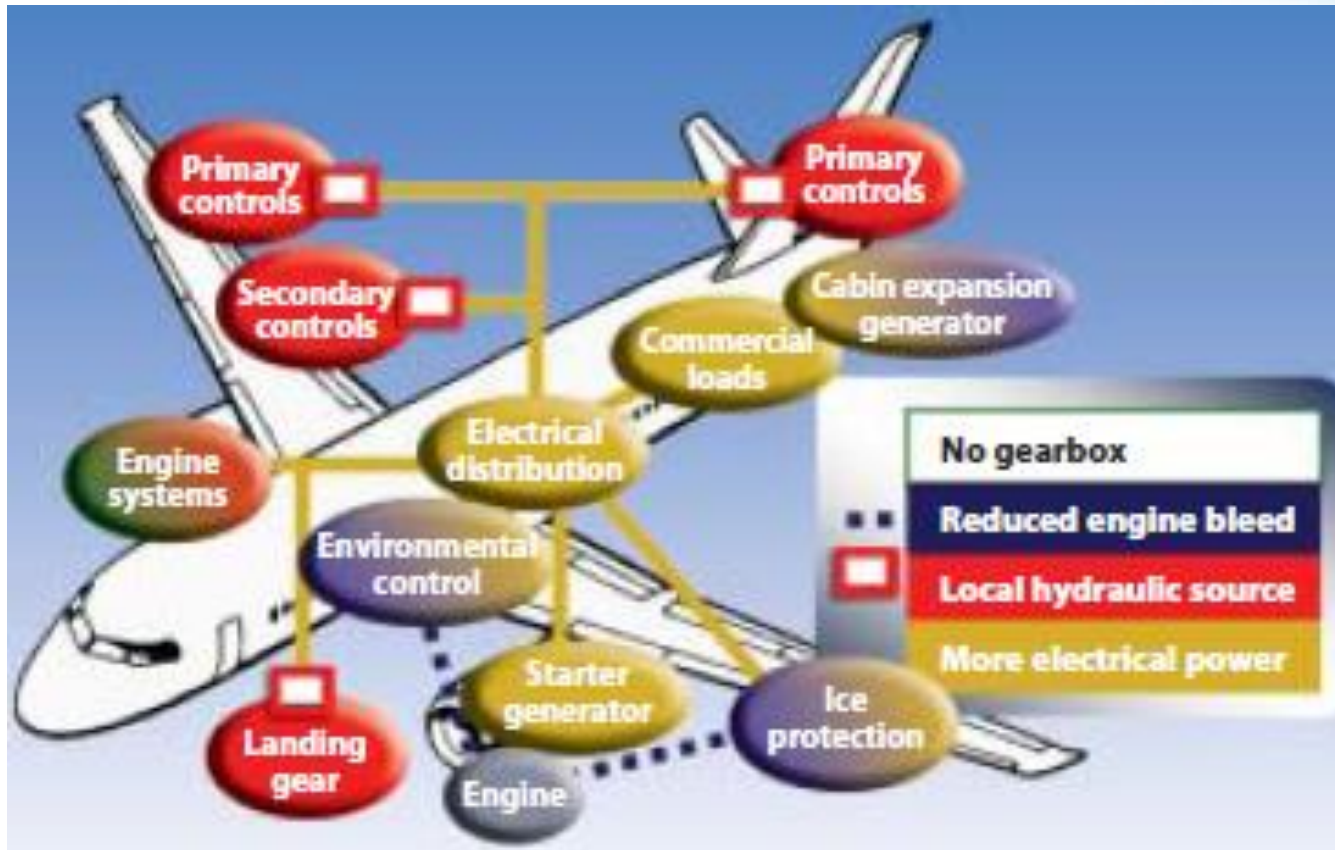 Primary
controls
Primary
controls
Secondary
controls
Cabin expansion
generator
Commercial
loads
Electrical
distribution
Engine
systems
Environmental
control
Starter
generator
Ice
protection
Landing
gear
Engine
No gearbox
Reduced engine bleed
Local hydraulic source
More electrical power